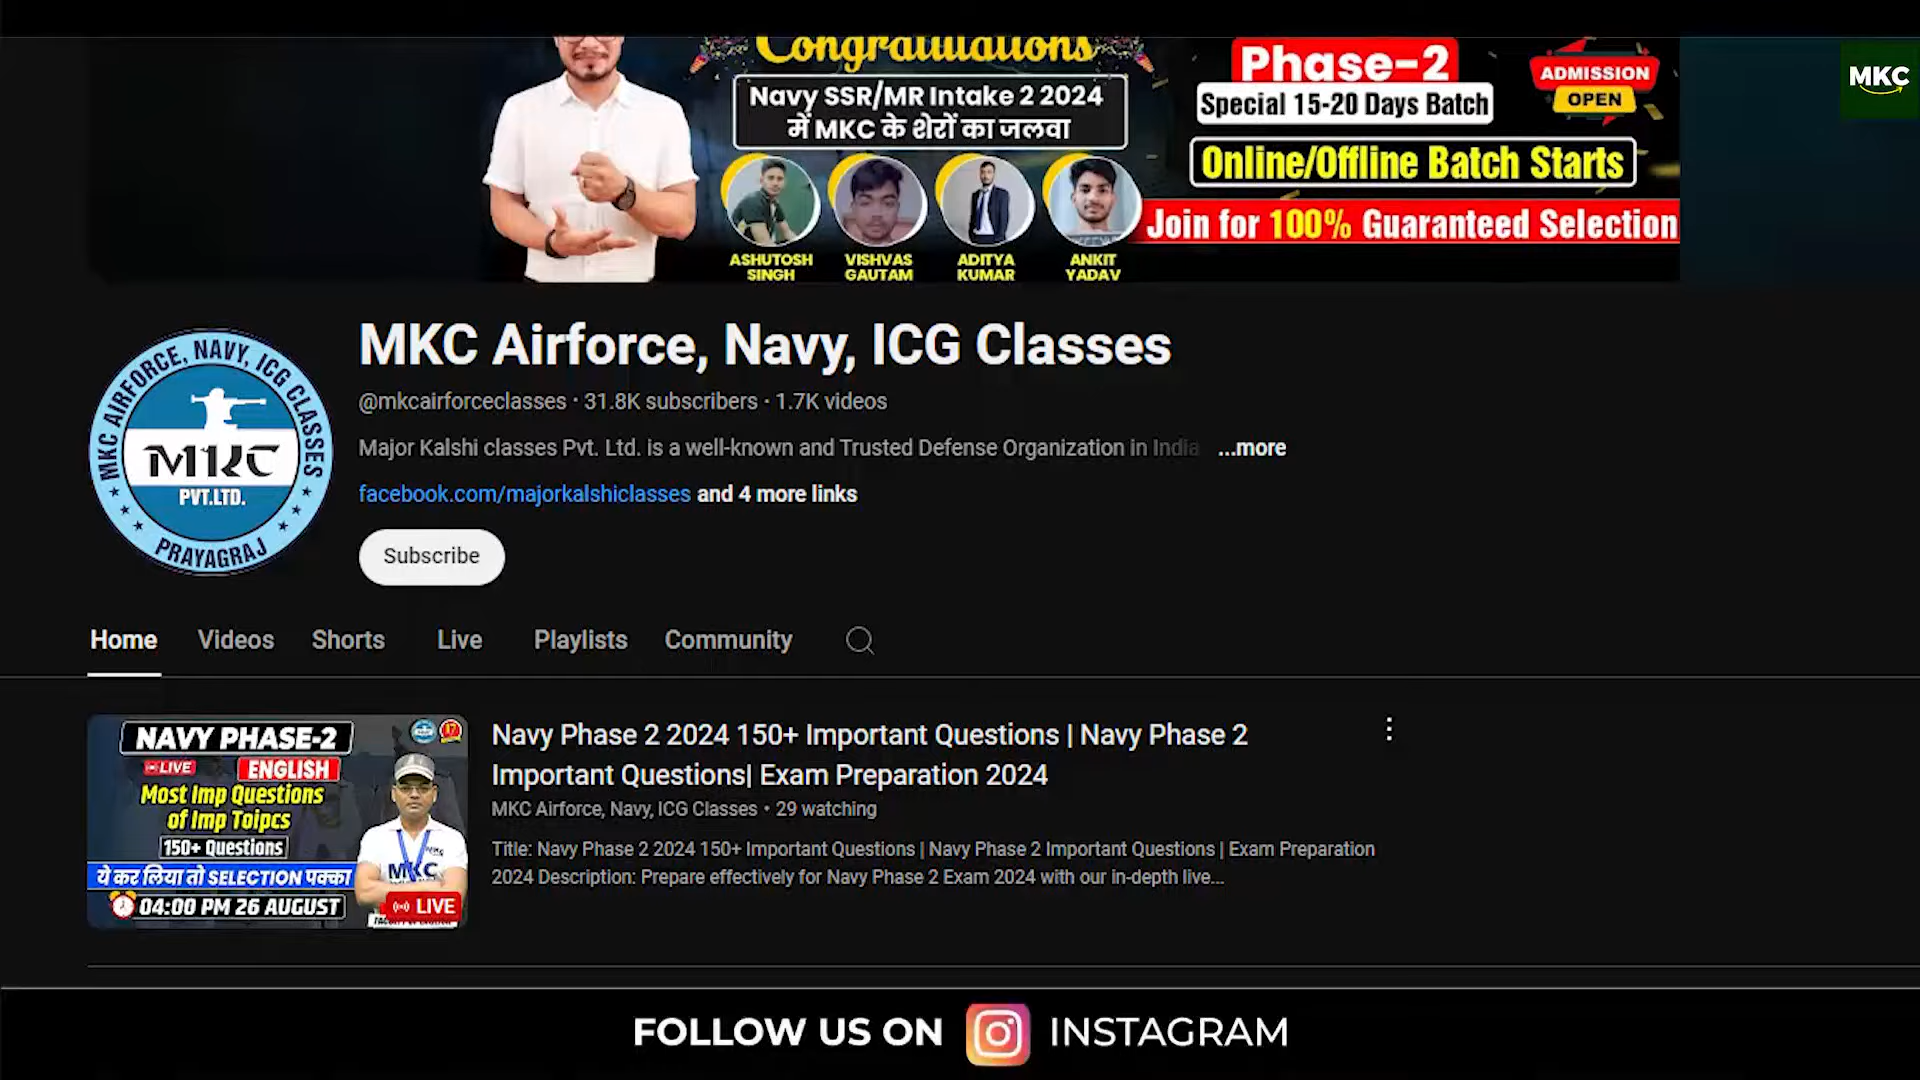 Congratulations
Navy SSR/MR Intake 2 2024
में MKC के शेरों का जलवा
ASHUTOSH SINGH
VISHVAS GAUTAM
ADITYA KUMAR
ANKIT YADAV
Phase-2
Special 15-20 Days Batch
ADMISSION
OPEN
Online/Offline Batch Starts
Join for 100% Guaranteed Selection
MKC
MKC AIRFORCE, NAVY, ICG CLASSES
MKC
PVT.LTD.
PRAYAGRAJ
MKC Airforce, Navy, ICG Classes
@mkcairforceclasses · 31.8K subscribers · 1.7K videos
Major Kalshi classes Pvt. Ltd. is a well-known and Trusted Defense Organization in India ...more
facebook.com/majorkalshiclasses and 4 more links
Subscribe
Home Videos Shorts Live Playlists Community
NAVY PHASE-2
LIVE ENGLISH
Most Imp Questions
of Imp Toipcs
150+ Questions
ये कर लिया तो SELECTION पक्का
04:00 PM 26 AUGUST
MKC
LIVE
Navy Phase 2 2024 150+ Important Questions | Navy Phase 2
Important Questions| Exam Preparation 2024
MKC Airforce, Navy, ICG Classes • 29 watching
Title: Navy Phase 2 2024 150+ Important Questions | Navy Phase 2 Important Questions | Exam Preparation
2024 Description: Prepare effectively for Navy Phase 2 Exam 2024 with our in-depth live...
FOLLOW US ON INSTAGRAM